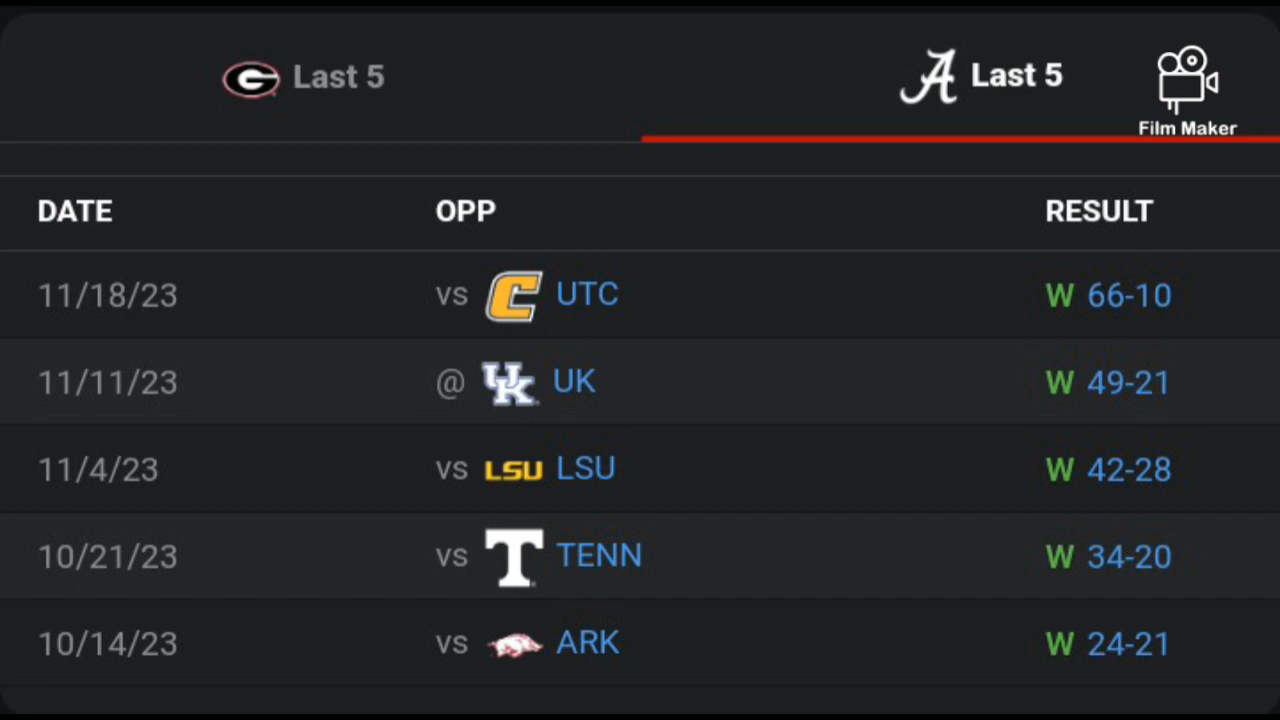 G Last 5
A Last 5
Film Maker
DATE OPP RESULT
11/18/23 vs C UTC W 66-10
11/11/23 @ UK UK W 49-21
11/4/23 vs LSU LSU W 42-28
10/21/23 vs T TENN W 34-20
10/14/23 vs ARK W 24-21